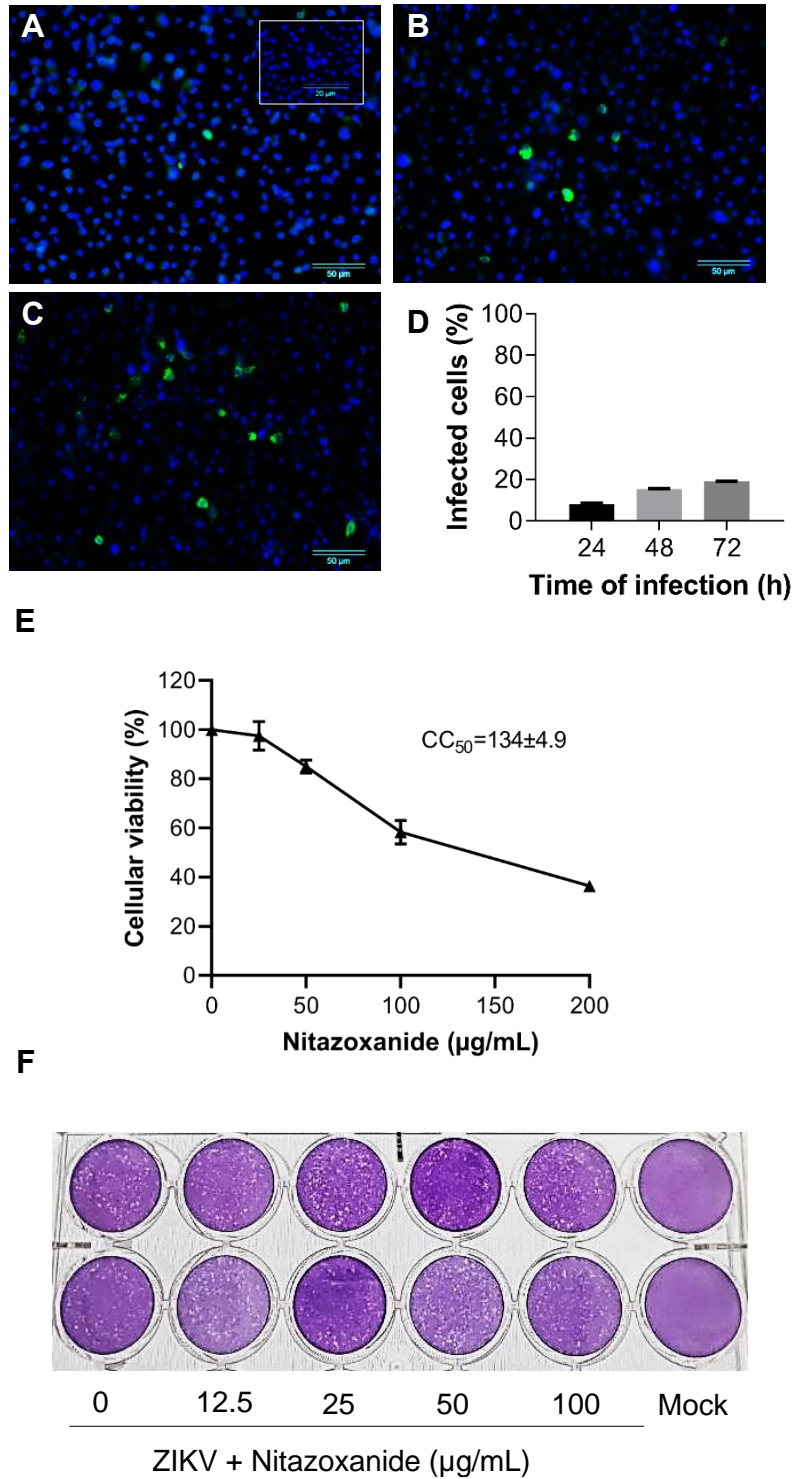 A
20 µm
50 µm
B
50 µm
C
50 µm
D
Infected cells (%)
100
80
60
40
20
0
24 48 72
Time of infection (h)
E
Cellular viability (%)
120
100
80
60
40
20
0
CC50=134±4.9
0 50 100 150 200
Nitazoxanide (µg/mL)
F
0 12.5 25 50 100 Mock
ZIKV + Nitazoxanide (µg/mL)